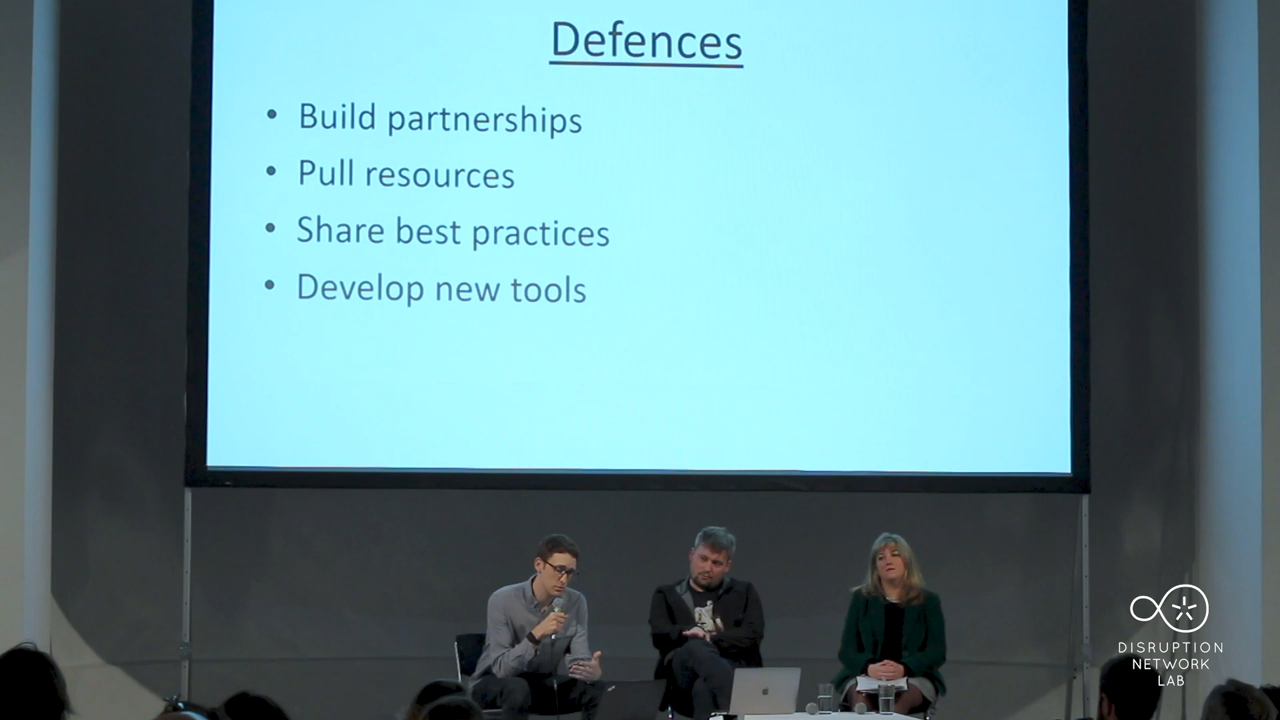 Defences
• Build partnerships
• Pull resources
• Share best practices
• Develop new tools
DISRUPTION
NETWORK
LAB